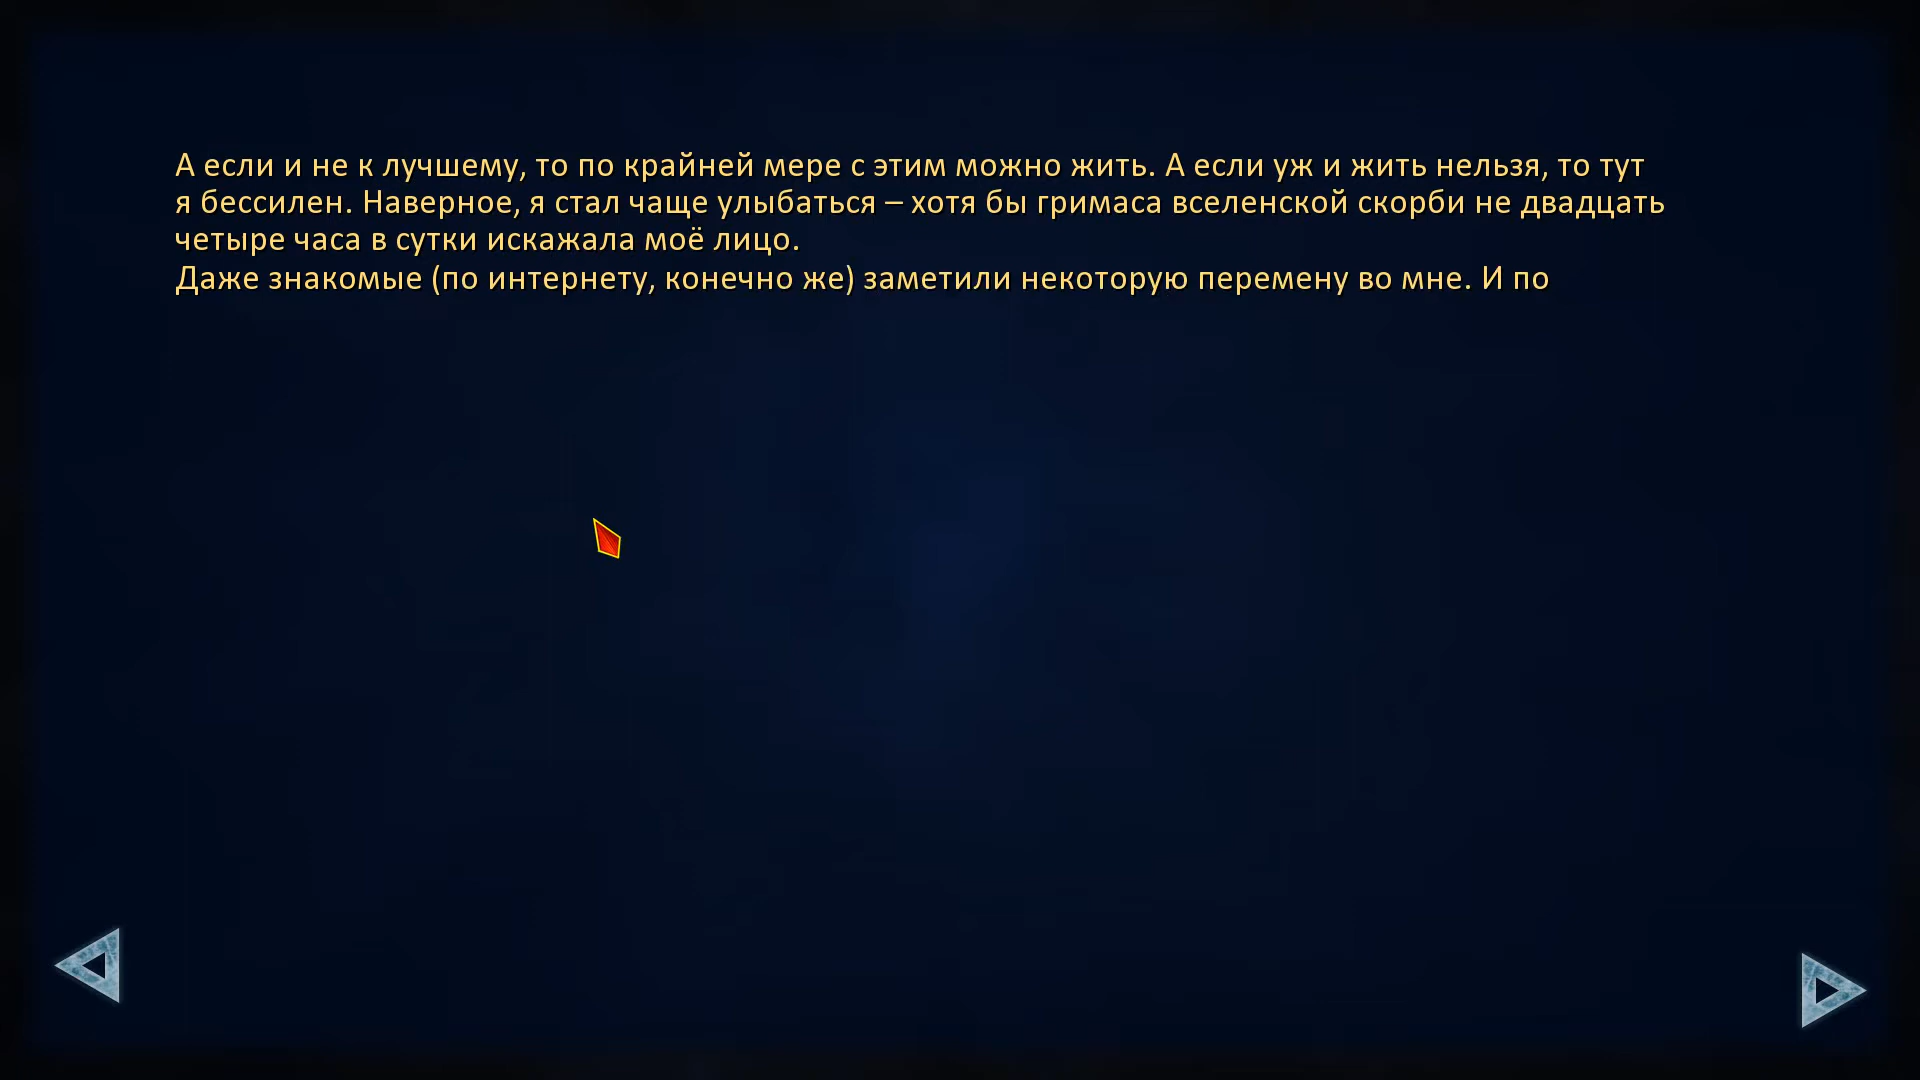 А если и не к лучшему, то по крайней мере с этим можно жить. А если уж и жить нельзя, то тут
я бессилен. Наверное, я стал чаще улыбаться – хотя бы гримаса вселенской скорби не двадцать
четыре часа в сутки искажала моё лицо.
Даже знакомые (по интернету, конечно же) заметили некоторую перемену во мне. И по